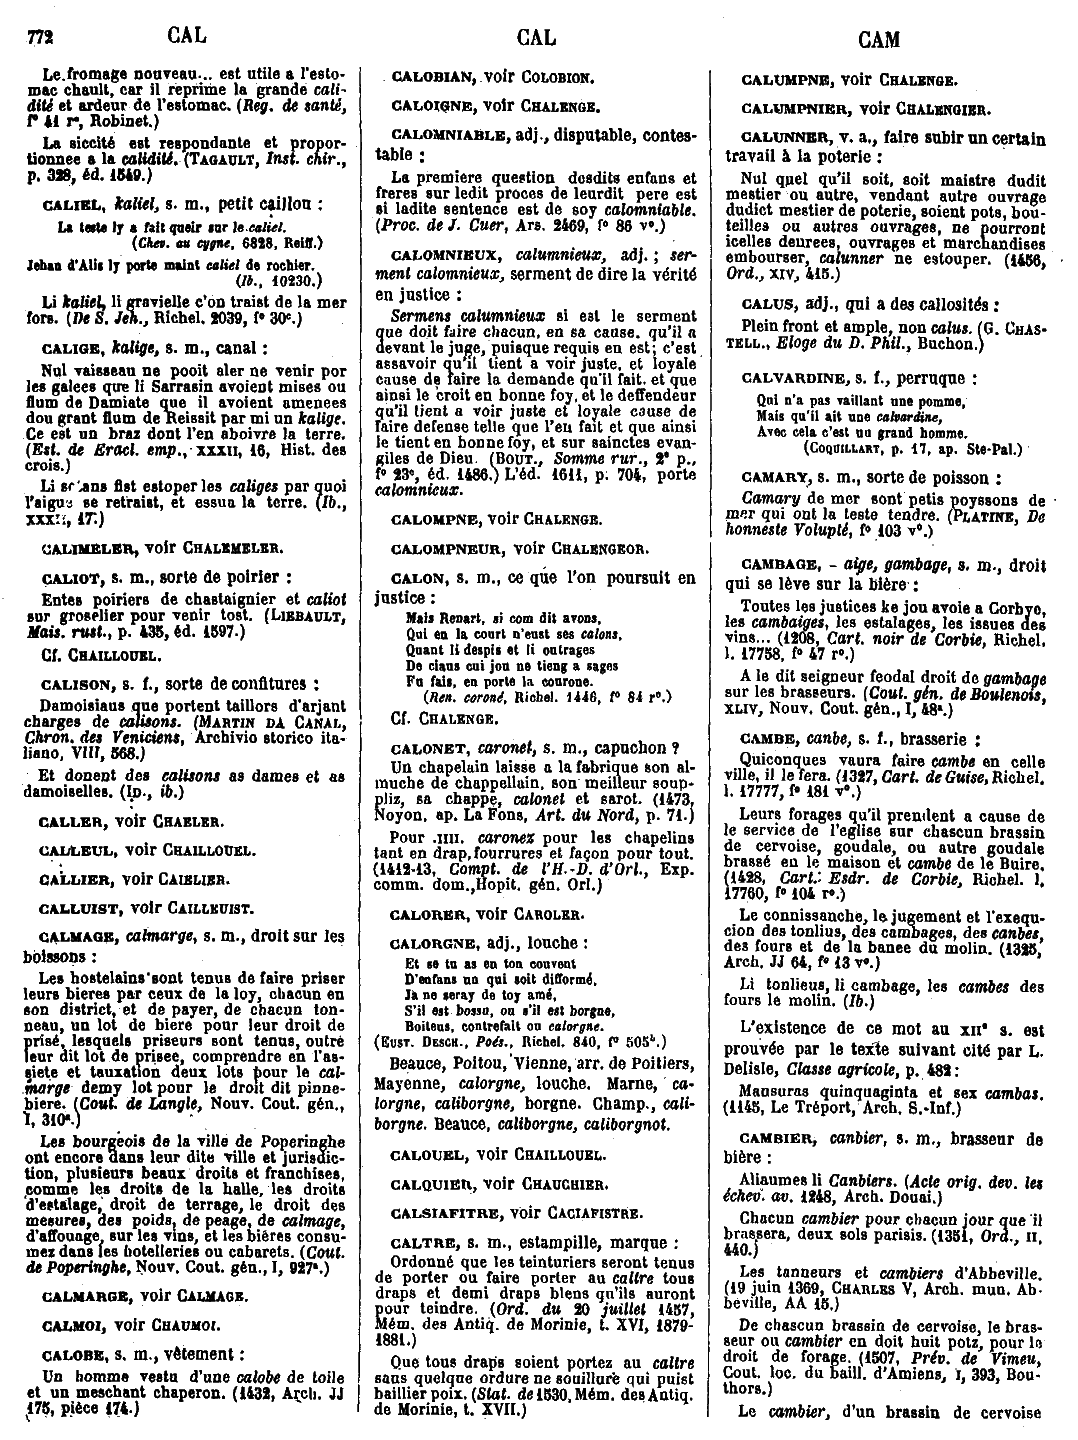 772 CAL CAL CAM
Le fromage nouveau... est utile a l'esto-
mac chault, car il reprime la grande cali-
dité et ardeur de l'estomac. (Reg. de santé,
f° 41 r°, Robinet.)
La siccité est respondante et propor-
tionnee a la calidité. (TAGAULT, Inst. chir.,
p. 328, éd. 1549.)
CALIEL, kaliel, s. m., petit caillou :
La teste ly a fait queir sur le caliel.
(Chev. au cygne, 6828, Reiff.)
Jehan d'Alis ly porte maint caliel de rochier.
(Ib., 10230.)
Li kaliel, li gravielle c'on traist de la mer
fors. (De S. Jeh., Richel. 2039, f° 30c.)
CALIGE, kalige, s. m., canal :
Nul vaisseau ne pooit aler ne venir por
les galees que li Sarrasin avoient mises ou
flum de Damiate que il avoient amenees
dou grant flum de Reissit par mi un kalige.
Ce est un braz dont l'en aboivre la terre.
(Est. de Eracl. emp., XXXII, 16, Hist. des
crois.)
Li soudans fist estoper les caliges par quoi
l'aigue se retraist, et essua la terre. (Ib.,
XXXII, 17.)
CALIMELER, voir CHALEMELER.
CALIOT, s. m., sorte de poirier :
Entes poiriers de chastaignier et caliot
sur groselier pour venir tost. (LIEBAULT,
Mais. rust., p. 435, éd. 1597.)
Cf. CHAILLOUEL.
CALISON, s. f., sorte de confitures :
Damoisiaus que portent taillors d'arjant
charges de calisons. (MARTIN DA CANAL,
Chron. des Veniciens, Archivio storico ita-
liano, VIII, 568.)
Et donent des calisons as dames et as
damoiselles. (ID., ib.)
CALLER, voir CHAELER.
CALLEUL, voir CHAILLOUEL.
CALLIER, voir CAIELIER.
CALLUIST, voir CAILLEUIST.
CALMAGE, calmarge, s. m., droit sur les
boissons :
Les hostelains sont tenus de faire priser
leurs bieres par ceux de la loy, chacun en
son district, et de payer, de chacun ton-
neau, un lot de biere pour leur droit de
prisé, lesquels priseurs sont tenus, outre
leur dit lot de prisee, comprendre en l'as-
siete et tauxation deux lots pour le cal-
marge demy lot pour le droit dit pinne-
biere. (Cout. de Langle, Nouv. Cout. gén.,
I, 310a.)
Les bourgeois de la ville de Poperinghe
ont encore dans leur dite ville et jurisdic-
tion, plusieurs beaux droits et franchises,
comme les droits de la halle, les droits
d'estalage, droit de terrage, le droit des
mesures, des poids, de peage, de calmage,
d'affouage, sur les vins, et les bières consu-
mez dans les hotelleries ou cabarets. (Cout.
de Poperinghe, Nouv. Cout. gén., I, 927a.)
CALMARGE, voir CALMAGE.
CALMOI, voir CHAUMOI.
CALOBE, s. m., vêtement :
Un homme vestu d'une calobe de toile
et un meschant chaperon. (1432, Arch. JJ
175, pièce 174.)
CALOBIAN, voir COLOBION.
CALOIGNE, voir CHALENGE.
CALOMNIABLE, adj., disputable, contes-
table :
La premiere question desdits enfans et
freres sur ledit proces de leurdit pere est
si ladite sentence est de soy calomniable.
(Proc. de J. Cuer, Ars. 2469, f° 86 v°.)
CALOMNIEUX, calumnieux, adj. ; ser-
ment calomnieux, serment de dire la vérité
en justice :
Sermens calumnieux si est le serment
que doit faire chacun, en sa cause, qu'il a
devant le juge, puisque requis en est; c'est
assavoir qu'il tient a voir juste, et loyale
cause de faire la demande qu'il fait, et que
ainsi le croit en bonne foy, et le deffendeur
qu'il tient a voir juste et loyale cause de
faire defense telle que l'en fait et que ainsi
le tient en bonne foy, et sur sainctes evan-
giles de Dieu. (BOUT., Somme rur., 2e p.,
f° 23c, éd. 1486.) L'éd. 1611, p. 704, porte
calomnieux.
CALOMPNE, voir CHALENGE.
CALOMPNEUR, voir CHALENGEOR.
CALON, s. m., ce que l'on poursuit en
justice :
Mais Renart, si com dit avons,
Qui en la court n'eust ses calons,
Quant li despis et li outrages
De claus cui jou ne tieng a sages
Fu fais, en porte la courone.
(Ren. coroné, Richel. 1446, f° 84 r°.)
Cf. CHALENGE.
CALONET, caronet, s. m., capuchon ?
Un chapelain laisse a la fabrique son al-
muche de chappellain, son meilleur soup-
pliz, sa chappe, calonet et sarot. (1473,
Noyon, ap. La Fons, Art. du Nord, p. 71.)
Pour .IIII. caronez pour les chapelins
tant en drap, fourrures et façon pour tout.
(1412-13, Compt. de l'H.-D. d'Orl., Exp.
comm. dom., Hopit. gén. Orl.)
CALORER, voir CAROLER.
CALORGNE, adj., louche :
Et se tu as en ton couvent
D'enfans un qui soit difformé,
Ja ne seray de toy amé,
S'il est bossu, ou s'il est borgne,
Boiteus, contrefait ou calorgne.
(EUST. DESCH., Poés., Richel. 840, f° 505b.)
Beauce, Poitou, Vienne, arr. de Poitiers,
Mayenne, calorgne, louche. Marne, ca-
lorgne, caliborgne, borgne. Champ., cali-
borgne. Beauce, caliborgne, caliborgnot.
CALOUEL, voir CHAILLOUEL.
CALQUIER, voir CHAUCHIER.
CALSIAFITRE, voir CACIAFISTRE.
CALTRE, s. m., estampille, marque :
Ordonné que les teinturiers seront tenus
de porter ou faire porter au caltre tous
draps et demi draps bleus qu'ils auront
pour teindre. (Ord. du 20 juillet 1457,
Mém. des Antiq. de Morinie, t. XVI, 1879-
1881.)
Que tous draps soient portez au caltre
sans quelque ordure ne souillure qui puist
baillier poix. (Stat. de 1530, Mém. des Antiq.
de Morinie, t. XVII.)
CALUMPNE, voir CHALENGE.
CALUMPNIER, voir CHALENGIER.
CALUNNER, v. a., faire subir un certain
travail à la poterie :
Nul quel qu'il soit, soit maistre dudit
mestier ou autre, vendant autre ouvrage
dudict mestier de poterie, soient pots, bou-
teilles ou autres ouvrages, ne pourront
icelles denrees, ouvrages et marchandises
embourser, calunner ne estouper. (1456,
Ord., XIV, 415.)
CALUS, adj., qui a des callosités :
Plein front et ample, non calus. (G. CHAS-
TELL., Eloge du D. Phil., Buchon.)
CALVARDINE, s. f., perruque :
Qui n'a pas vaillant une pomme,
Mais qu'il ait une calvardine,
Avec cela c'est un grand homme.
(COQUILLART, p. 17, ap. Ste-Pal.)
CAMARY, s. m., sorte de poisson :
Camary de mer sont petis poyssons de
mer qui ont la teste tendre. (PLATINE, De
honneste Volupté, f° 103 v°.)
CAMBAGE, - aige, gambage, s. m., droit
qui se lève sur la bière :
Toutes les justices ke jou avoie a Corbye,
les cambaiges, les estalages, les issues des
vins... (1208, Cart. noir de Corbie, Richel.
l. 17758, f° 47 r°.)
A le dit seigneur feodal droit de gambage
sur les brasseurs. (Cout. gén. de Boulenois,
XLIV, Nouv. Cout. gén., I, 48a.)
CAMBE, canbe, s. f., brasserie :
Quiconques vaura faire cambe en celle
ville, il le fera. (1327, Cart. de Guise, Richel.
l. 17777, f° 181 v°.)
Leurs forages qu'il prendent a cause de
le service de l'eglise sur chascun brassin
de cervoise, goudale, ou autre goudale
brassé en le maison et cambe de le Buire.
(1428, Cart. Esdr. de Corbie, Richel. l.
17760, f° 104 r°.)
Le connissanche, le jugement et l'exequ-
cion des tonlius, des cambages, des canbes,
des fours et de la banee du molin. (1325,
Arch. JJ 64, f° 13 v°.)
Li tonlieus, li cambage, les cambes des
fours le molin. (Ib.)
L'existence de ce mot au XIIe s. est
prouvée par le texte suivant cité par L.
Delisle, Classe agricole, p. 482 :
Mansuras quinquaginta et sex cambas.
(1145, Le Tréport, Arch. S.-Inf.)
CAMBIER, canbier, s. m., brasseur de
bière :
Aliaumes li Canbiers. (Acte orig. dev. les
échev. av. 1248, Arch. Douai.)
Chacun cambier pour chacun jour que il
brassera, deux sols parisis. (1351, Ord., II,
440.)
Les tanneurs et cambiers d'Abbeville.
(19 juin 1369, CHARLES V, Arch. mun. Ab-
beville, AA 15.)
De chascun brassin de cervoise, le bras-
seur ou cambier en doit huit potz, pour le
droit de forage. (1507, Prév. de Vimeu,
Cout. loc. du baill. d'Amiens, I, 393, Bou-
thors.)
Le cambier, d'un brassin de cervoise